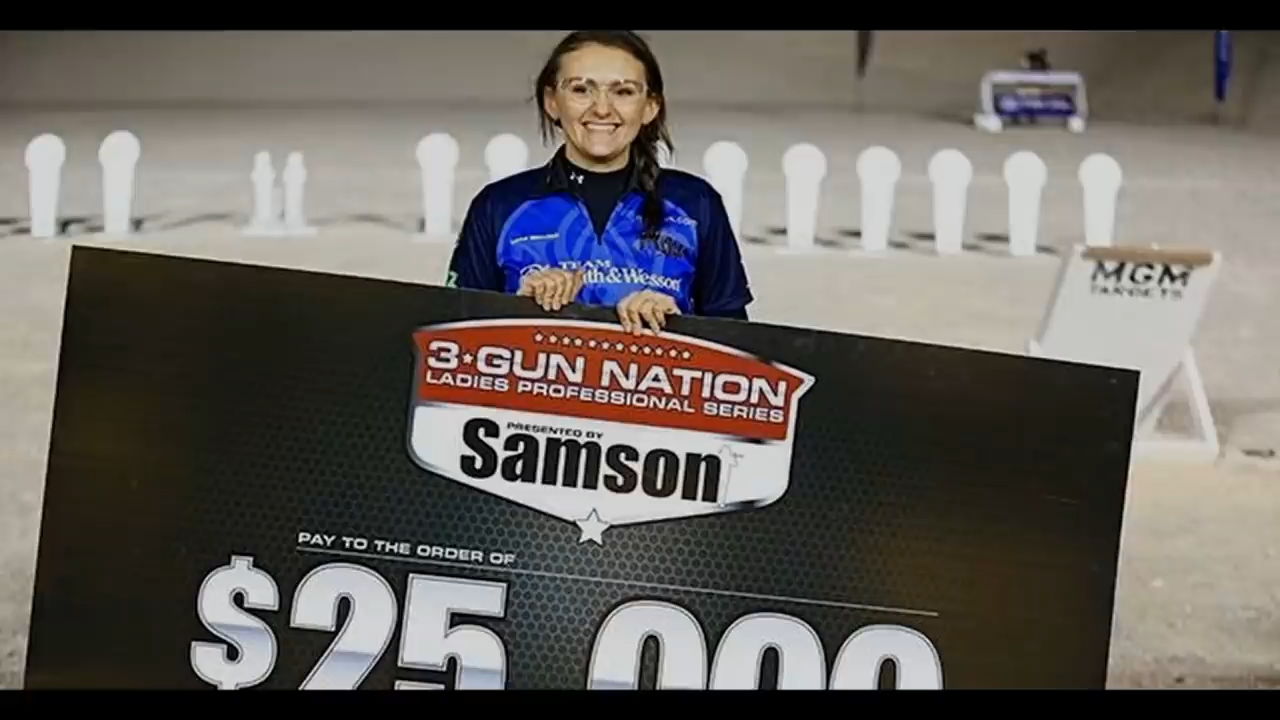 TEAM
th&Wesson
MGM
TARGETS
3★GUN NATION
LADIES PROFESSIONAL SERIES
PRESENTED BY
Samson
PAY TO THE ORDER OF
$25,000